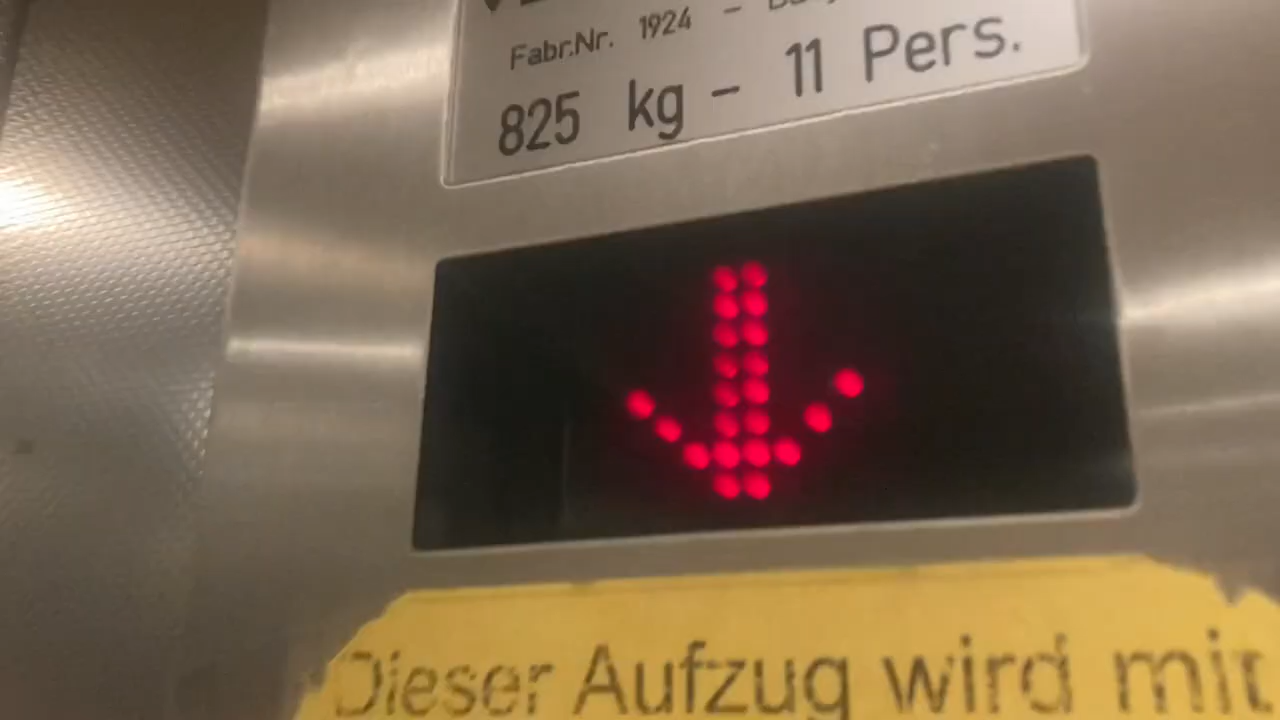 Fabr.Nr. 1924 -
825 kg - 11 Pers.
Dieser Aufzug wird mit